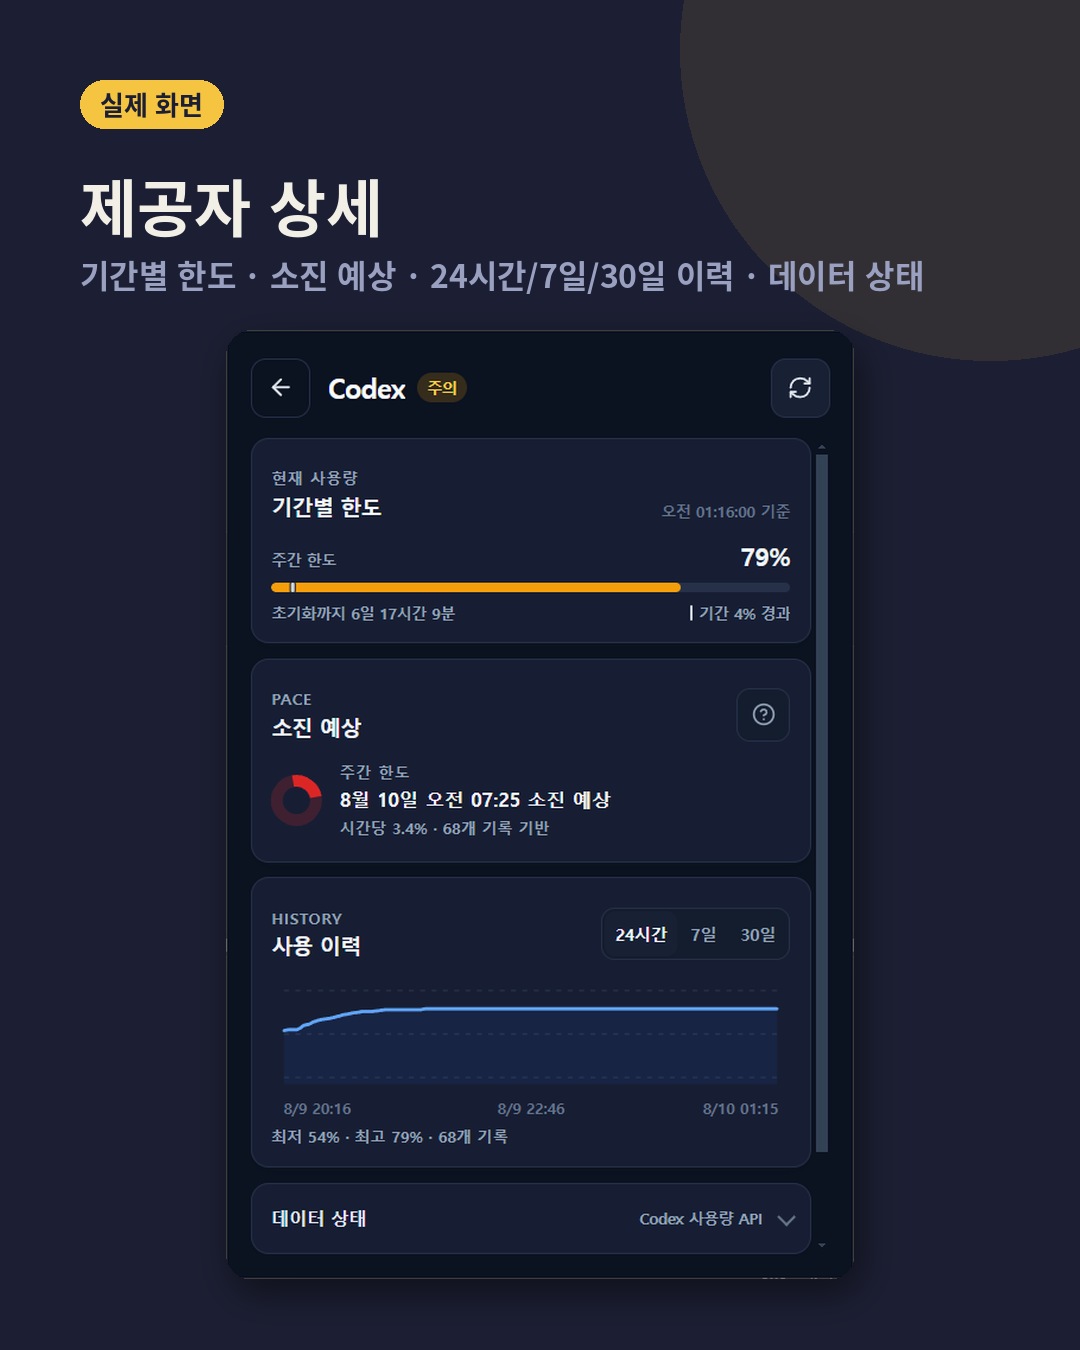 실제 화면
제공자 상세
기간별 한도 · 소진 예상 · 24시간/7일/30일 이력 · 데이터 상태
Codex 주의
현재 사용량
기간별 한도
오전 01:16:00 기준
주간 한도 79%
초기화까지 6일 17시간 9분 기간 4% 경과
PACE
소진 예상
주간 한도
8월 10일 오전 07:25 소진 예상
시간당 3.4% · 68개 기록 기반
HISTORY
사용 이력
24시간 7일 30일
8/9 20:16 8/9 22:46 8/10 01:15
최저 54% · 최고 79% · 68개 기록
데이터 상태 Codex 사용량 API